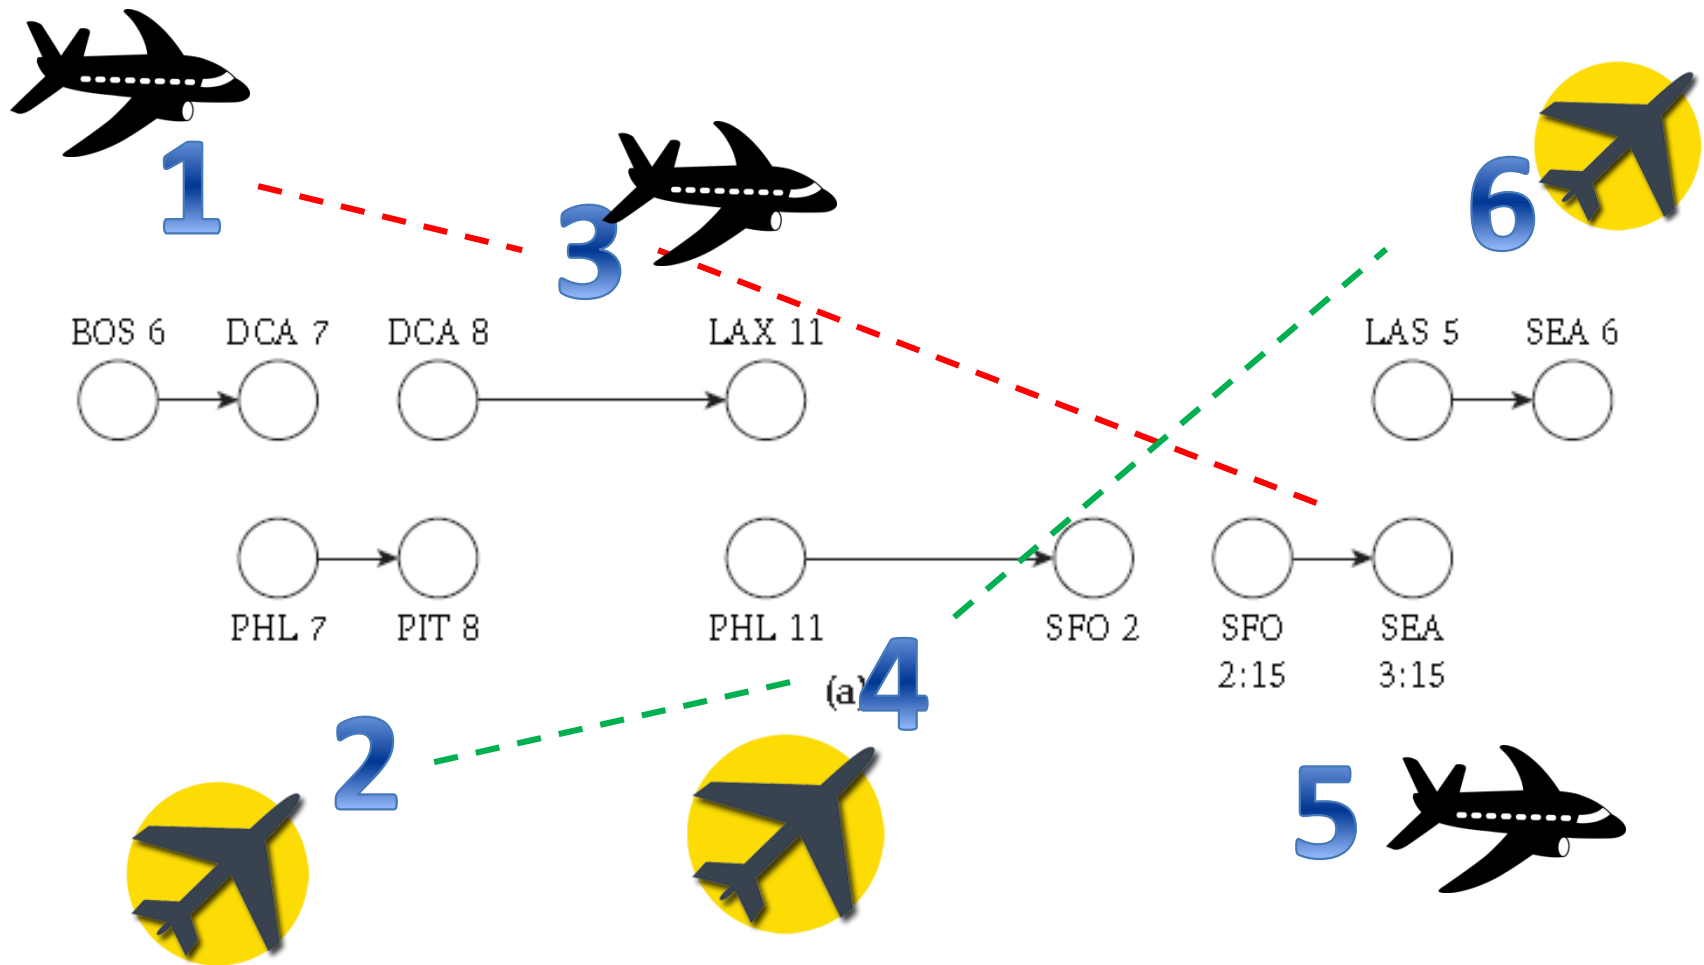 1
3
6
BOS 6 DCA 7 DCA 8 LAX 11 LAS 5 SEA 6
PHL 7 PIT 8 PHL 11 SFO 2 SFO SEA
2:15 3:15
(a)
4
2
5